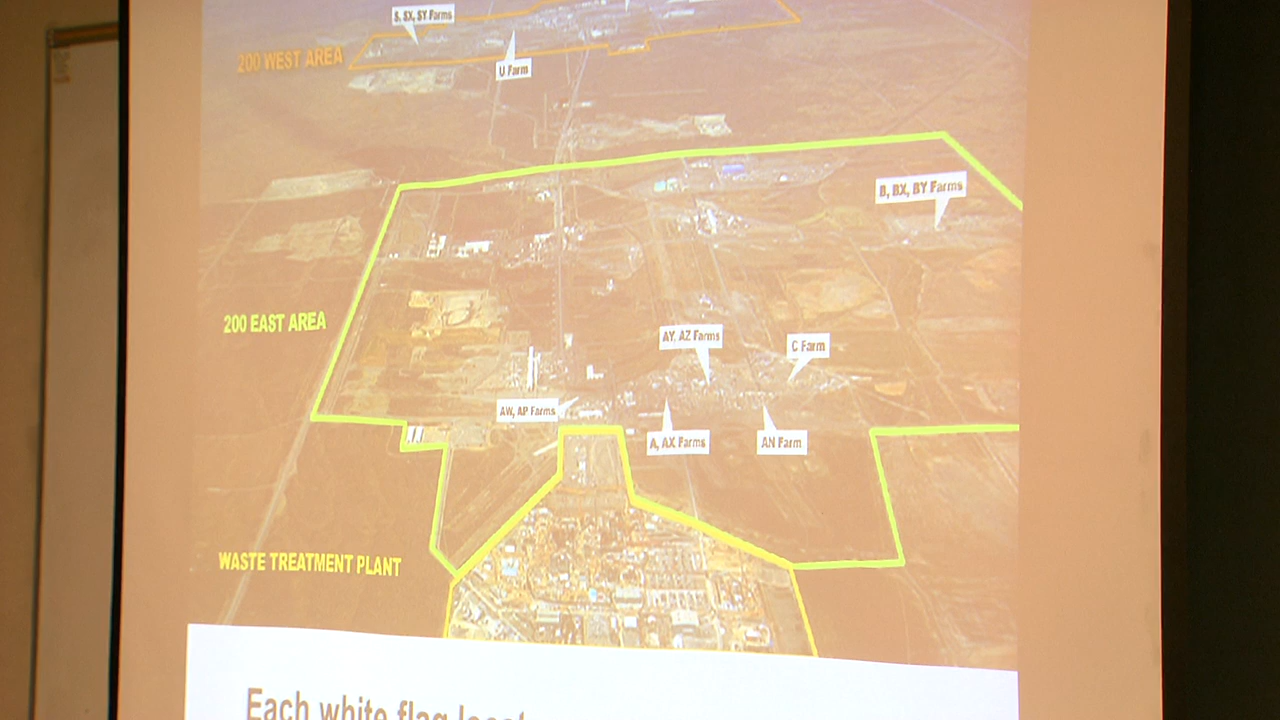 S, SX, SY Farms
200 WEST AREA
U Farm
B, BX, BY Farms
200 EAST AREA
AY, AZ Farms
C Farm
AW, AP Farms
A, AX Farms
AN Farm
WASTE TREATMENT PLANT
Each white flag